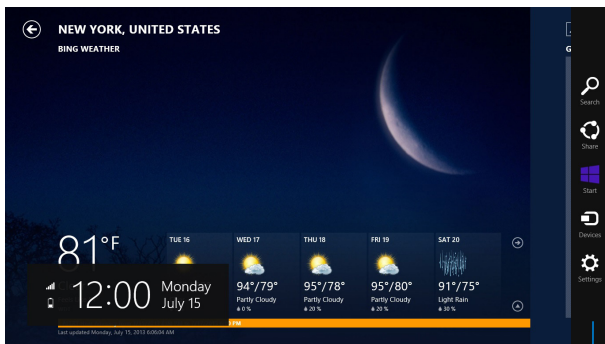 NEW YORK, UNITED STATES
BING WEATHER
G
Search
Share
Start
Devices
Settings
81°F
TUE 16
WED 17
THU 18
FRI 19
SAT 20
94°/79°
95°/78°
95°/80°
91°/75°
Partly Cloudy
Partly Cloudy
Partly Cloudy
Light Rain
0 %
20 %
20 %
30 %
12:00
Monday
July 15
PM
Last updated Monday, July 15, 2013 6:06:04 AM